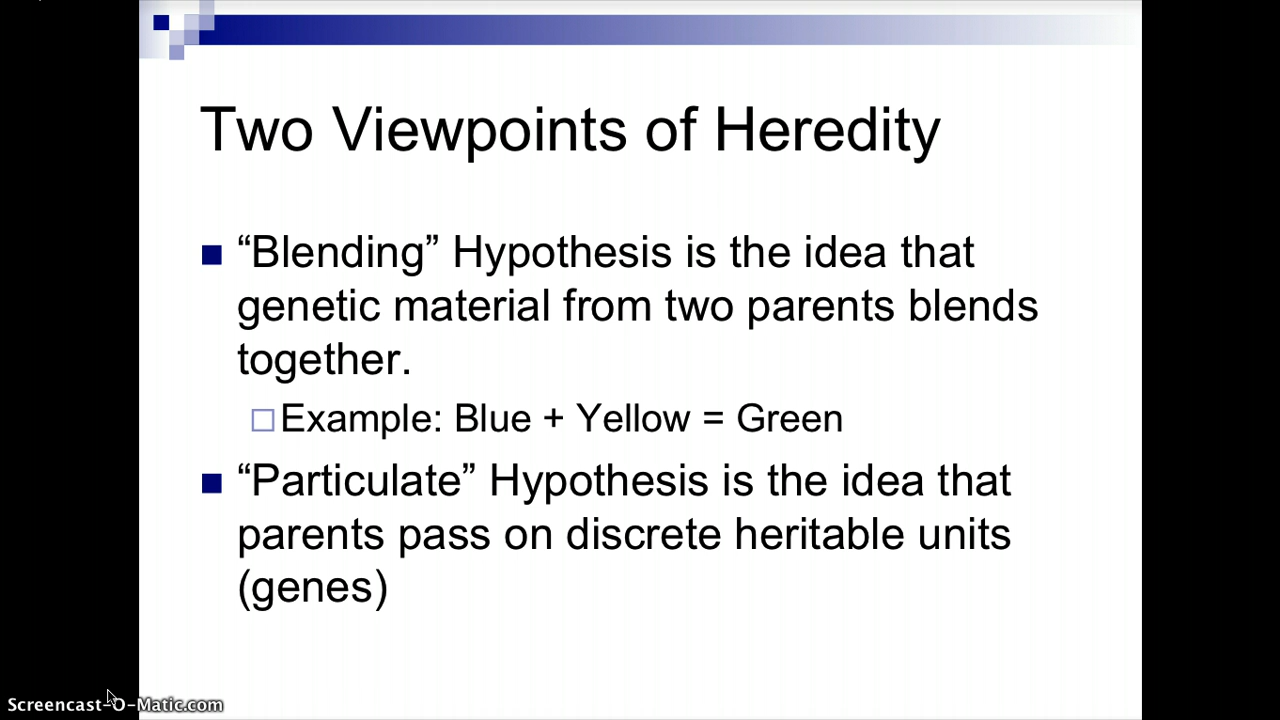 Two Viewpoints of Heredity
“Blending” Hypothesis is the idea that
genetic material from two parents blends
together.
Example: Blue + Yellow = Green
“Particulate” Hypothesis is the idea that
parents pass on discrete heritable units
(genes)
Screencast-O-Matic.com